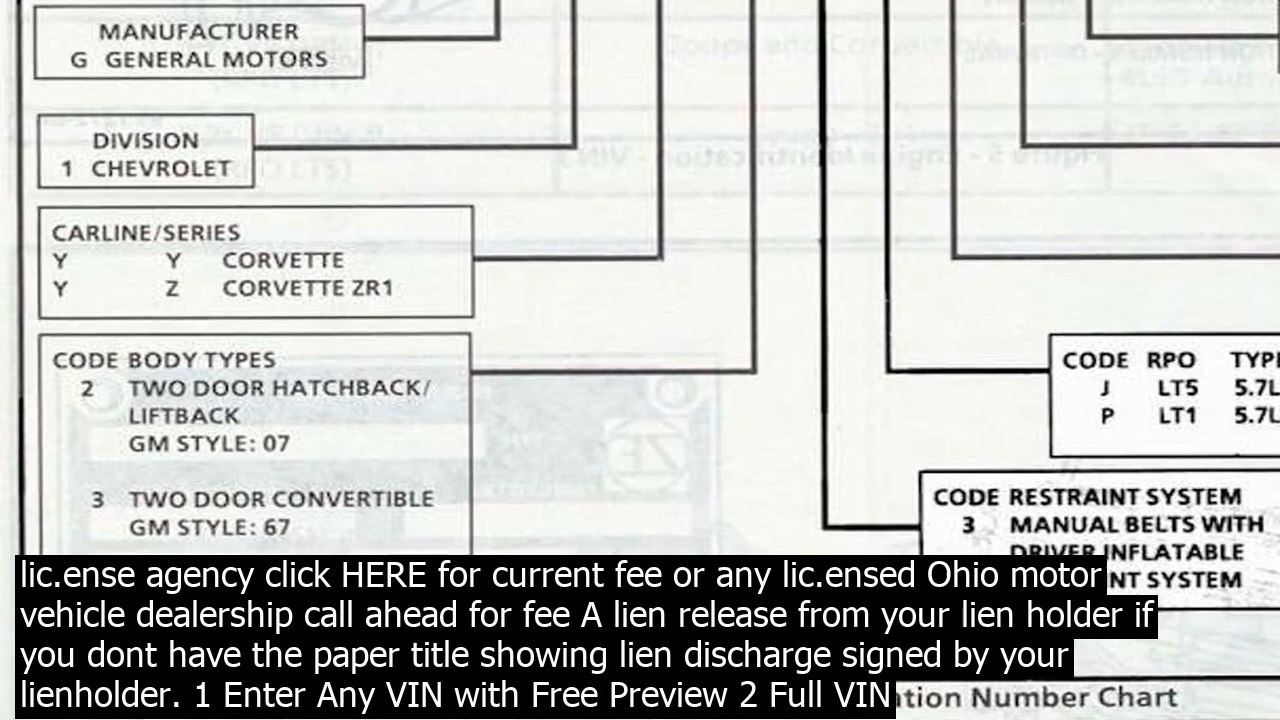 MANUFACTURER
G GENERAL MOTORS
DIVISION
1 CHEVROLET
CARLINE/SERIES
Y Y CORVETTE
Y Z CORVETTE ZR1
CODE BODY TYPES
2 TWO DOOR HATCHBACK/
LIFTBACK
GM STYLE: 07
3 TWO DOOR CONVERTIBLE
GM STYLE: 67
CODE RPO
J LT5 5.7L
P LT1 5.7L
CODE RESTRAINT SYSTEM
3 MANUAL BELTS WITH
DRIVER INFLATABLE
SYSTEM
lic.ense agency click HERE for current fee or any lic.ensed Ohio motor
vehicle dealership call ahead for fee A lien release from your lien holder if
you dont have the paper title showing lien discharge signed by your
lienholder. 1 Enter Any VIN with Free Preview 2 Full VIN
Number Chart